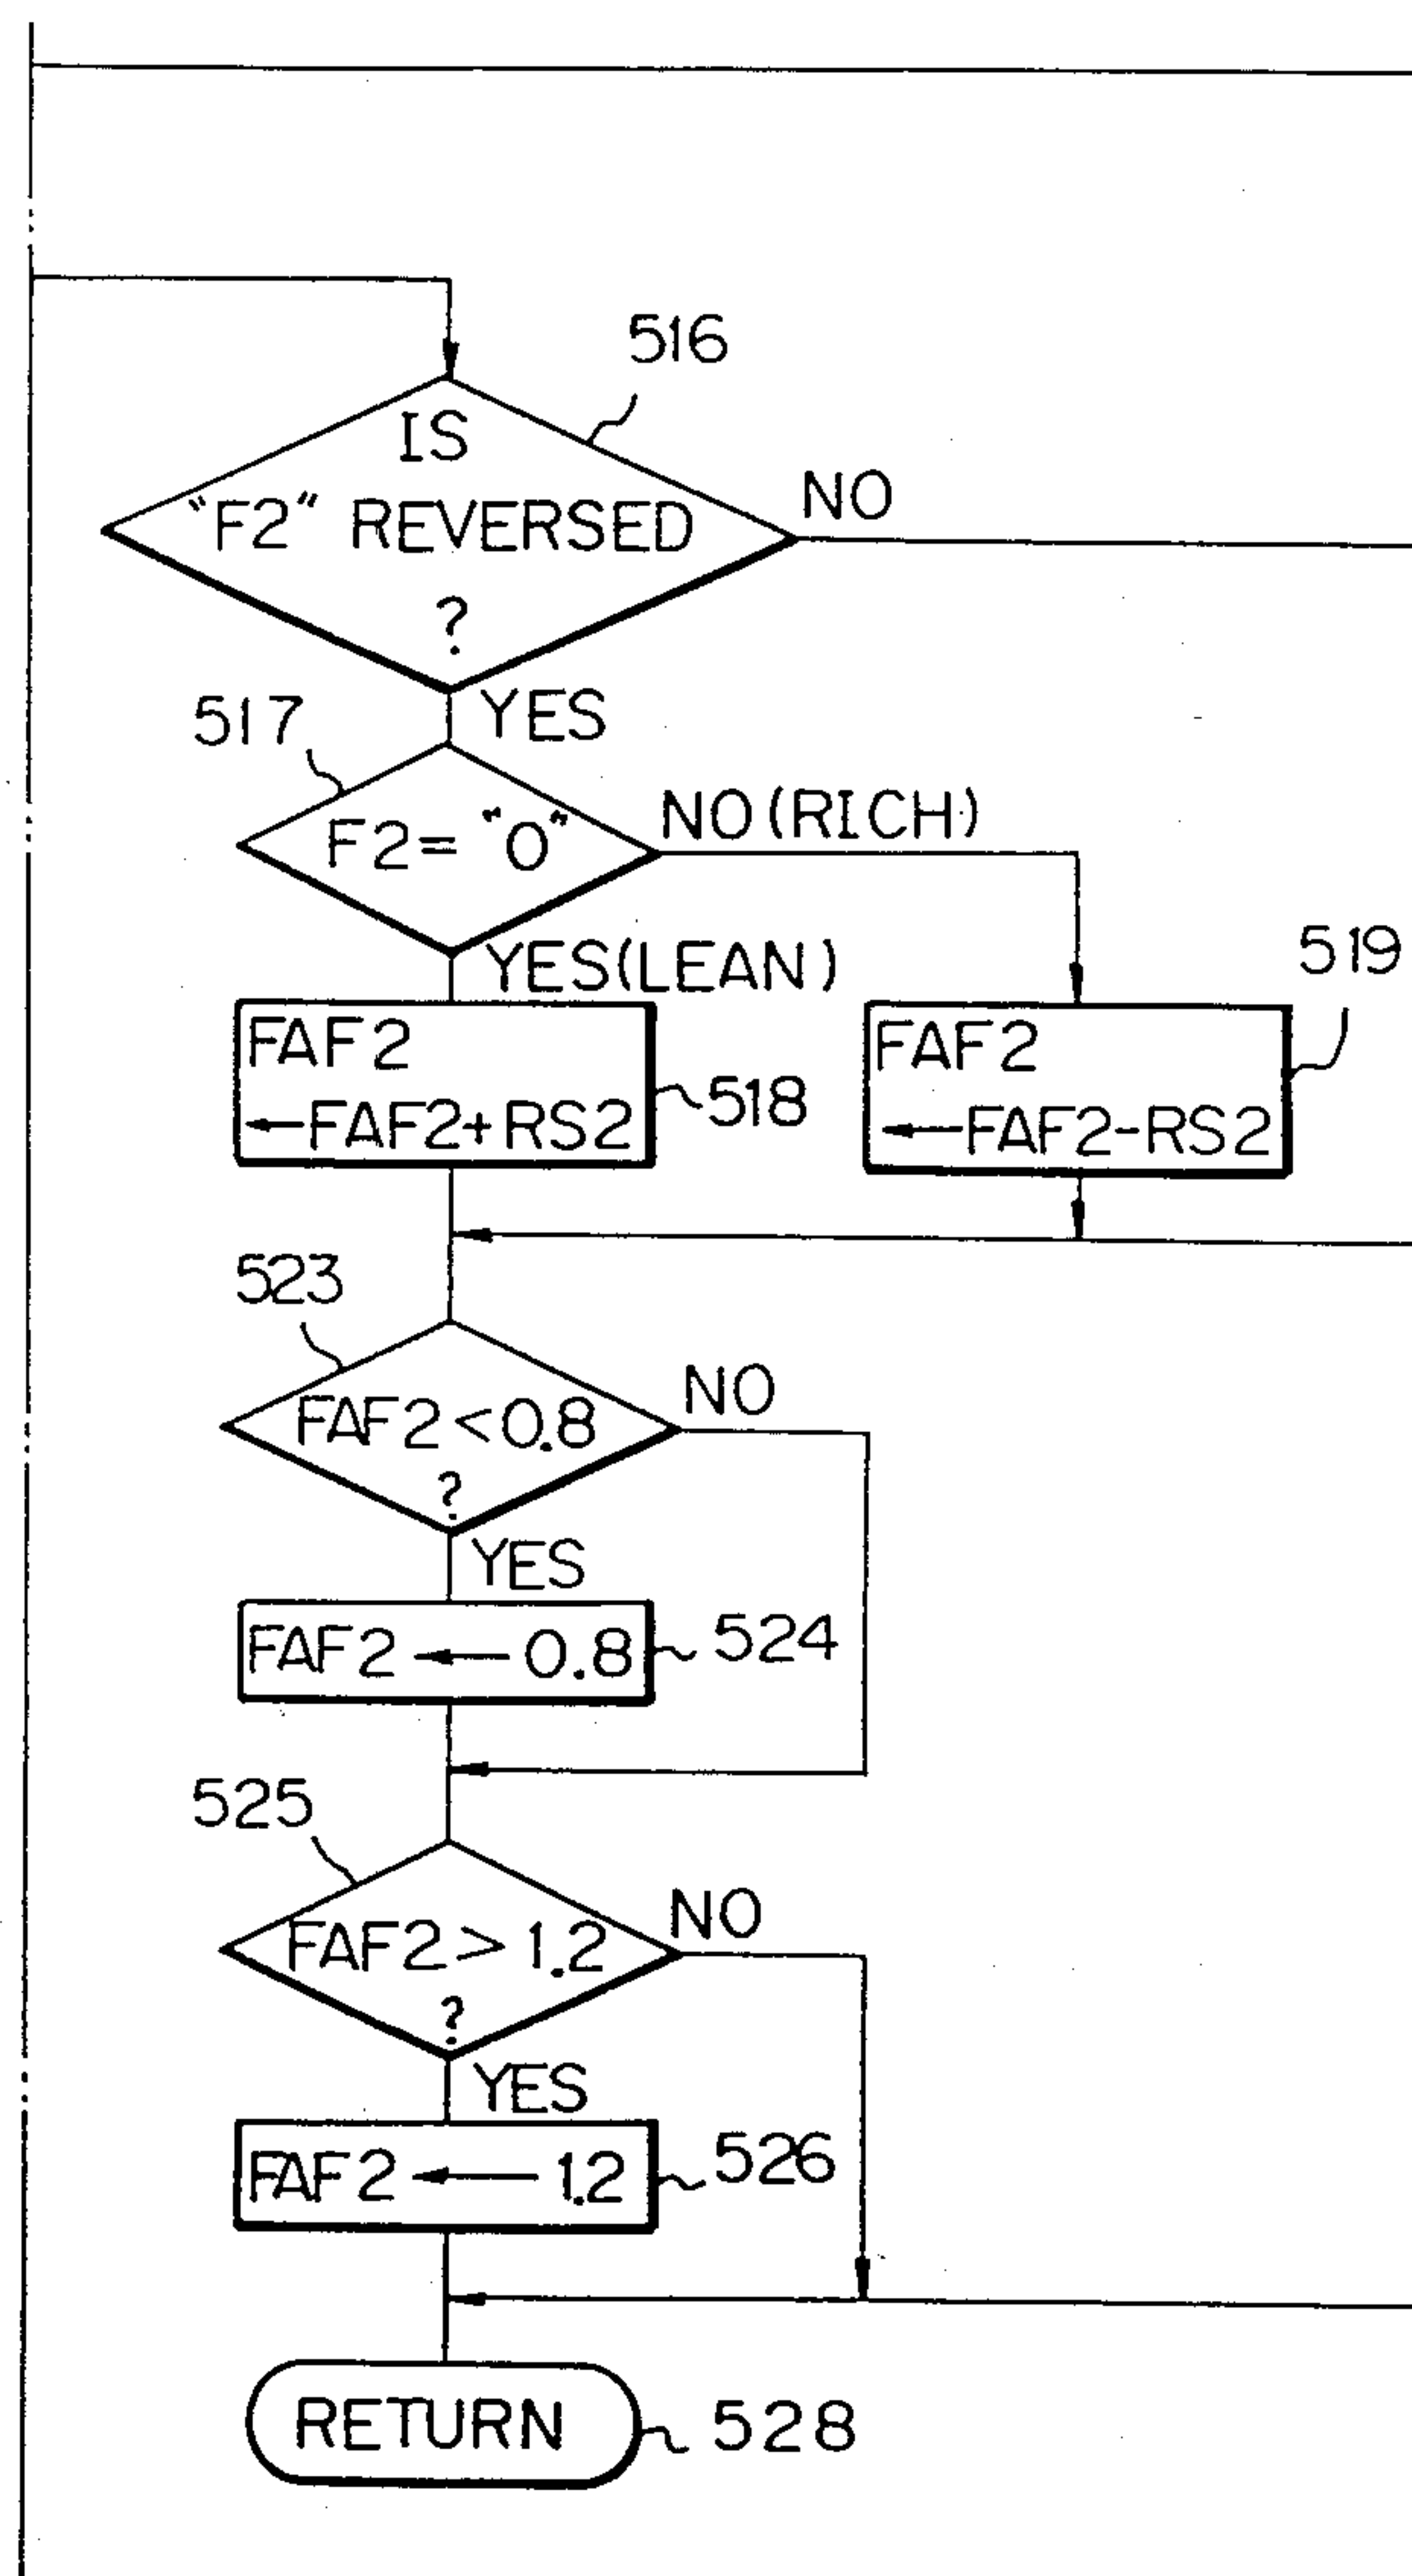 516
IS
"F2" REVERSED
?
NO
YES
517
F2= "0"
NO(RICH)
YES(LEAN)
FAF2
←FAF2+RS2
518
519
FAF2
←FAF2-RS2
523
FAF2<0.8
?
NO
YES
FAF2 ← 0.8
524
525
FAF2> 1.2
?
NO
YES
FAF2 ← 1.2
526
RETURN
528